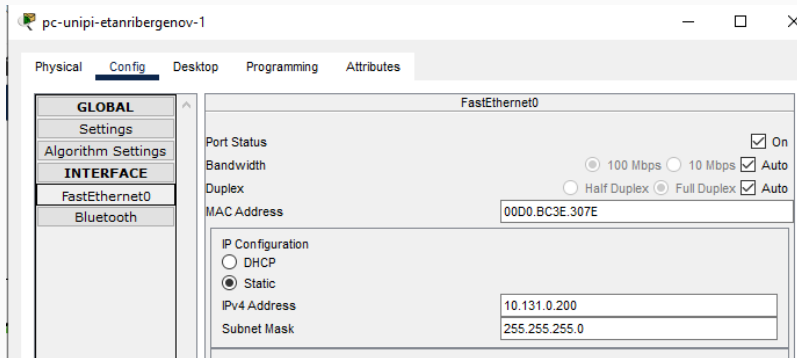 pc-unipi-etanribergenov-1
Physical Config Desktop Programming Attributes
GLOBAL
Settings
Algorithm Settings
INTERFACE
FastEthernet0
Bluetooth
FastEthernet0
Port Status On
Bandwidth 100 Mbps 10 Mbps Auto
Duplex Half Duplex Full Duplex Auto
MAC Address 00D0.BC3E.307E
IP Configuration
DHCP
Static
IPv4 Address 10.131.0.200
Subnet Mask 255.255.255.0